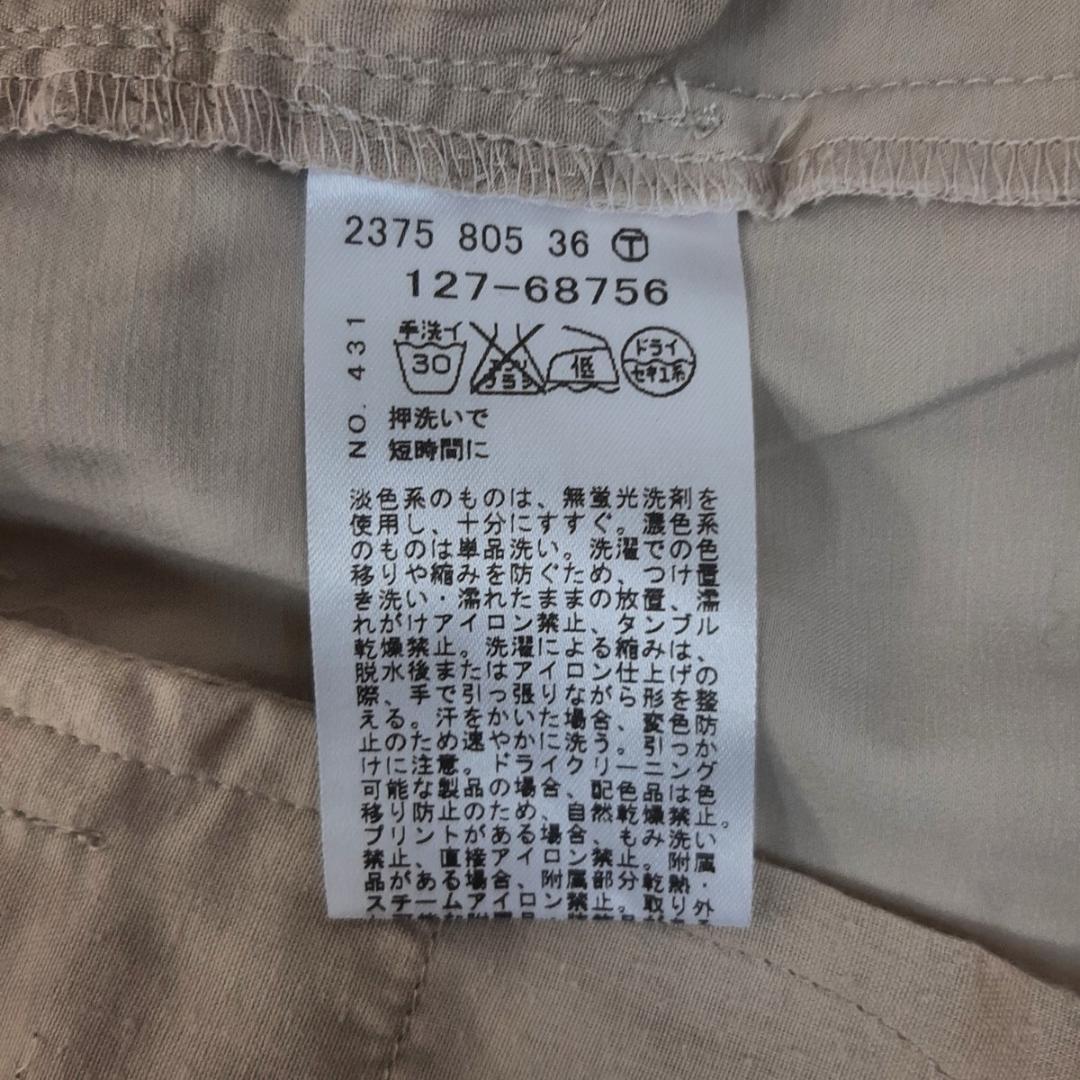 2375 805 36 Ⓣ
127-68756
NO. 431
手洗イ
30
低
ドライ
セキユ系
押洗いで
短時間に
淡色系のものは、無蛍光洗剤を
使用し、十分にすすぐ。濃色系
のものは単品洗い。洗濯での色
移りや縮みを防ぐため、つけ置
き洗い・濡れたままの放置、濡
れがけアイロン禁止、タンブル
乾燥禁止。洗濯による縮みは、
脱水後またはアイロン仕上げの
際、手で引っ張りながら形を整
える。汗をかいた場合、変色防
止のため速やかに洗う。引っか
けに注意。ドライクリーニング
可能な製品の場合、配色品は色
移り防止のため、自然乾燥禁止。
プリントがある場合、もみ洗い
禁止、直接アイロン禁止。附属
品がある場合、附属部分乾熱・
スチームアイロン禁止。取り外